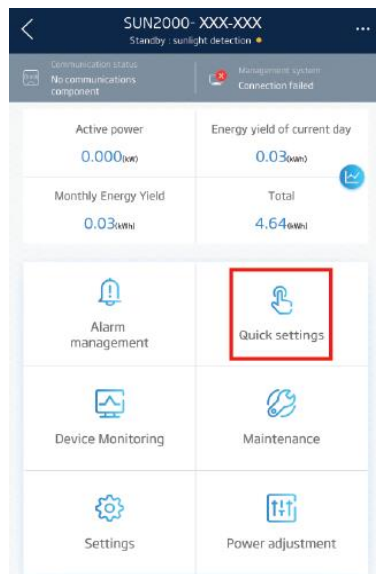 SUN2000- XXX-XXX
Standby : sunlight detection
Communication status
No communications
component
Management system
Connection failed
Active power
0.000(kW)
Energy yield of current day
0.03(kWh)
Monthly Energy Yield
0.03(kWh)
Total
4.64(kWh)
Alarm
management
Quick settings
Device Monitoring
Maintenance
Settings
Power adjustment